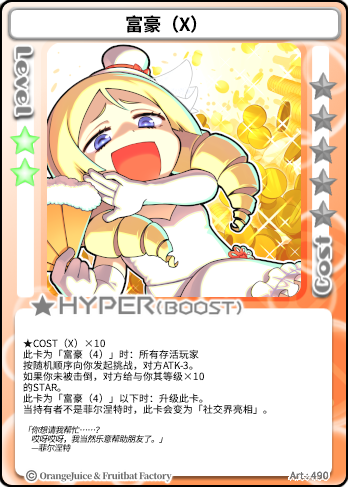 富豪（X）
Level
Cost
★HYPER(BOOST)
★COST（X）×10
此卡为「富豪（4）」时：所有存活玩家
按随机顺序向你发起挑战，对方ATK-3。
如果你未被击倒，对方给与你其等级×10
的STAR。
此卡为「富豪（4）」以下时：升级此卡。
当持有者不是菲尔涅特时，此卡会变为「社交界亮相」。
「你想请我帮忙……？
哎呀哎呀，我当然乐意帮助朋友了。」
—菲尔涅特
© OrangeJuice & Fruitbat Factory
Art: 490